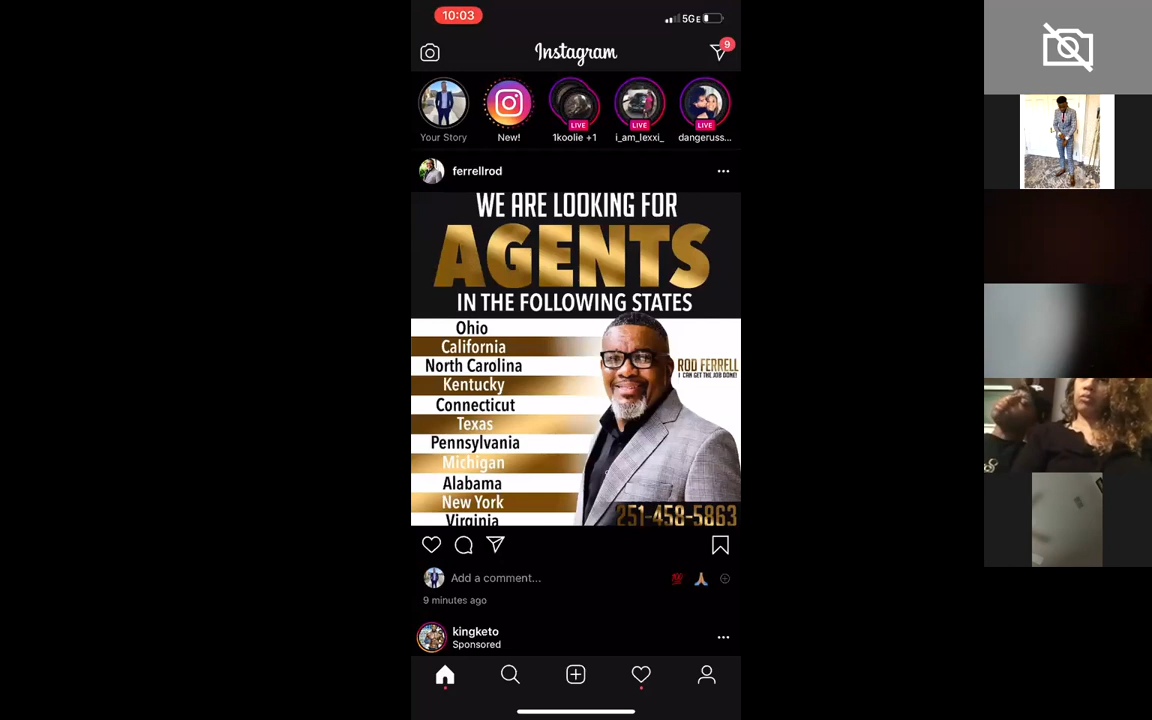 10:03
5GE
Instagram
9
LIVE
LIVE
LIVE
Your Story
New!
1koolie +1
i_am_lexxi_
dangeruss...
ferrellrod
WE ARE LOOKING FOR
AGENTS
IN THE FOLLOWING STATES
Ohio
California
North Carolina
Kentucky
Connecticut
Texas
Pennsylvania
Michigan
Alabama
New York
Virginia
ROD FERRELL
I CAN GET THE JOB DONE!
251-458-5863
Add a comment...
9 minutes ago
kingketo
Sponsored